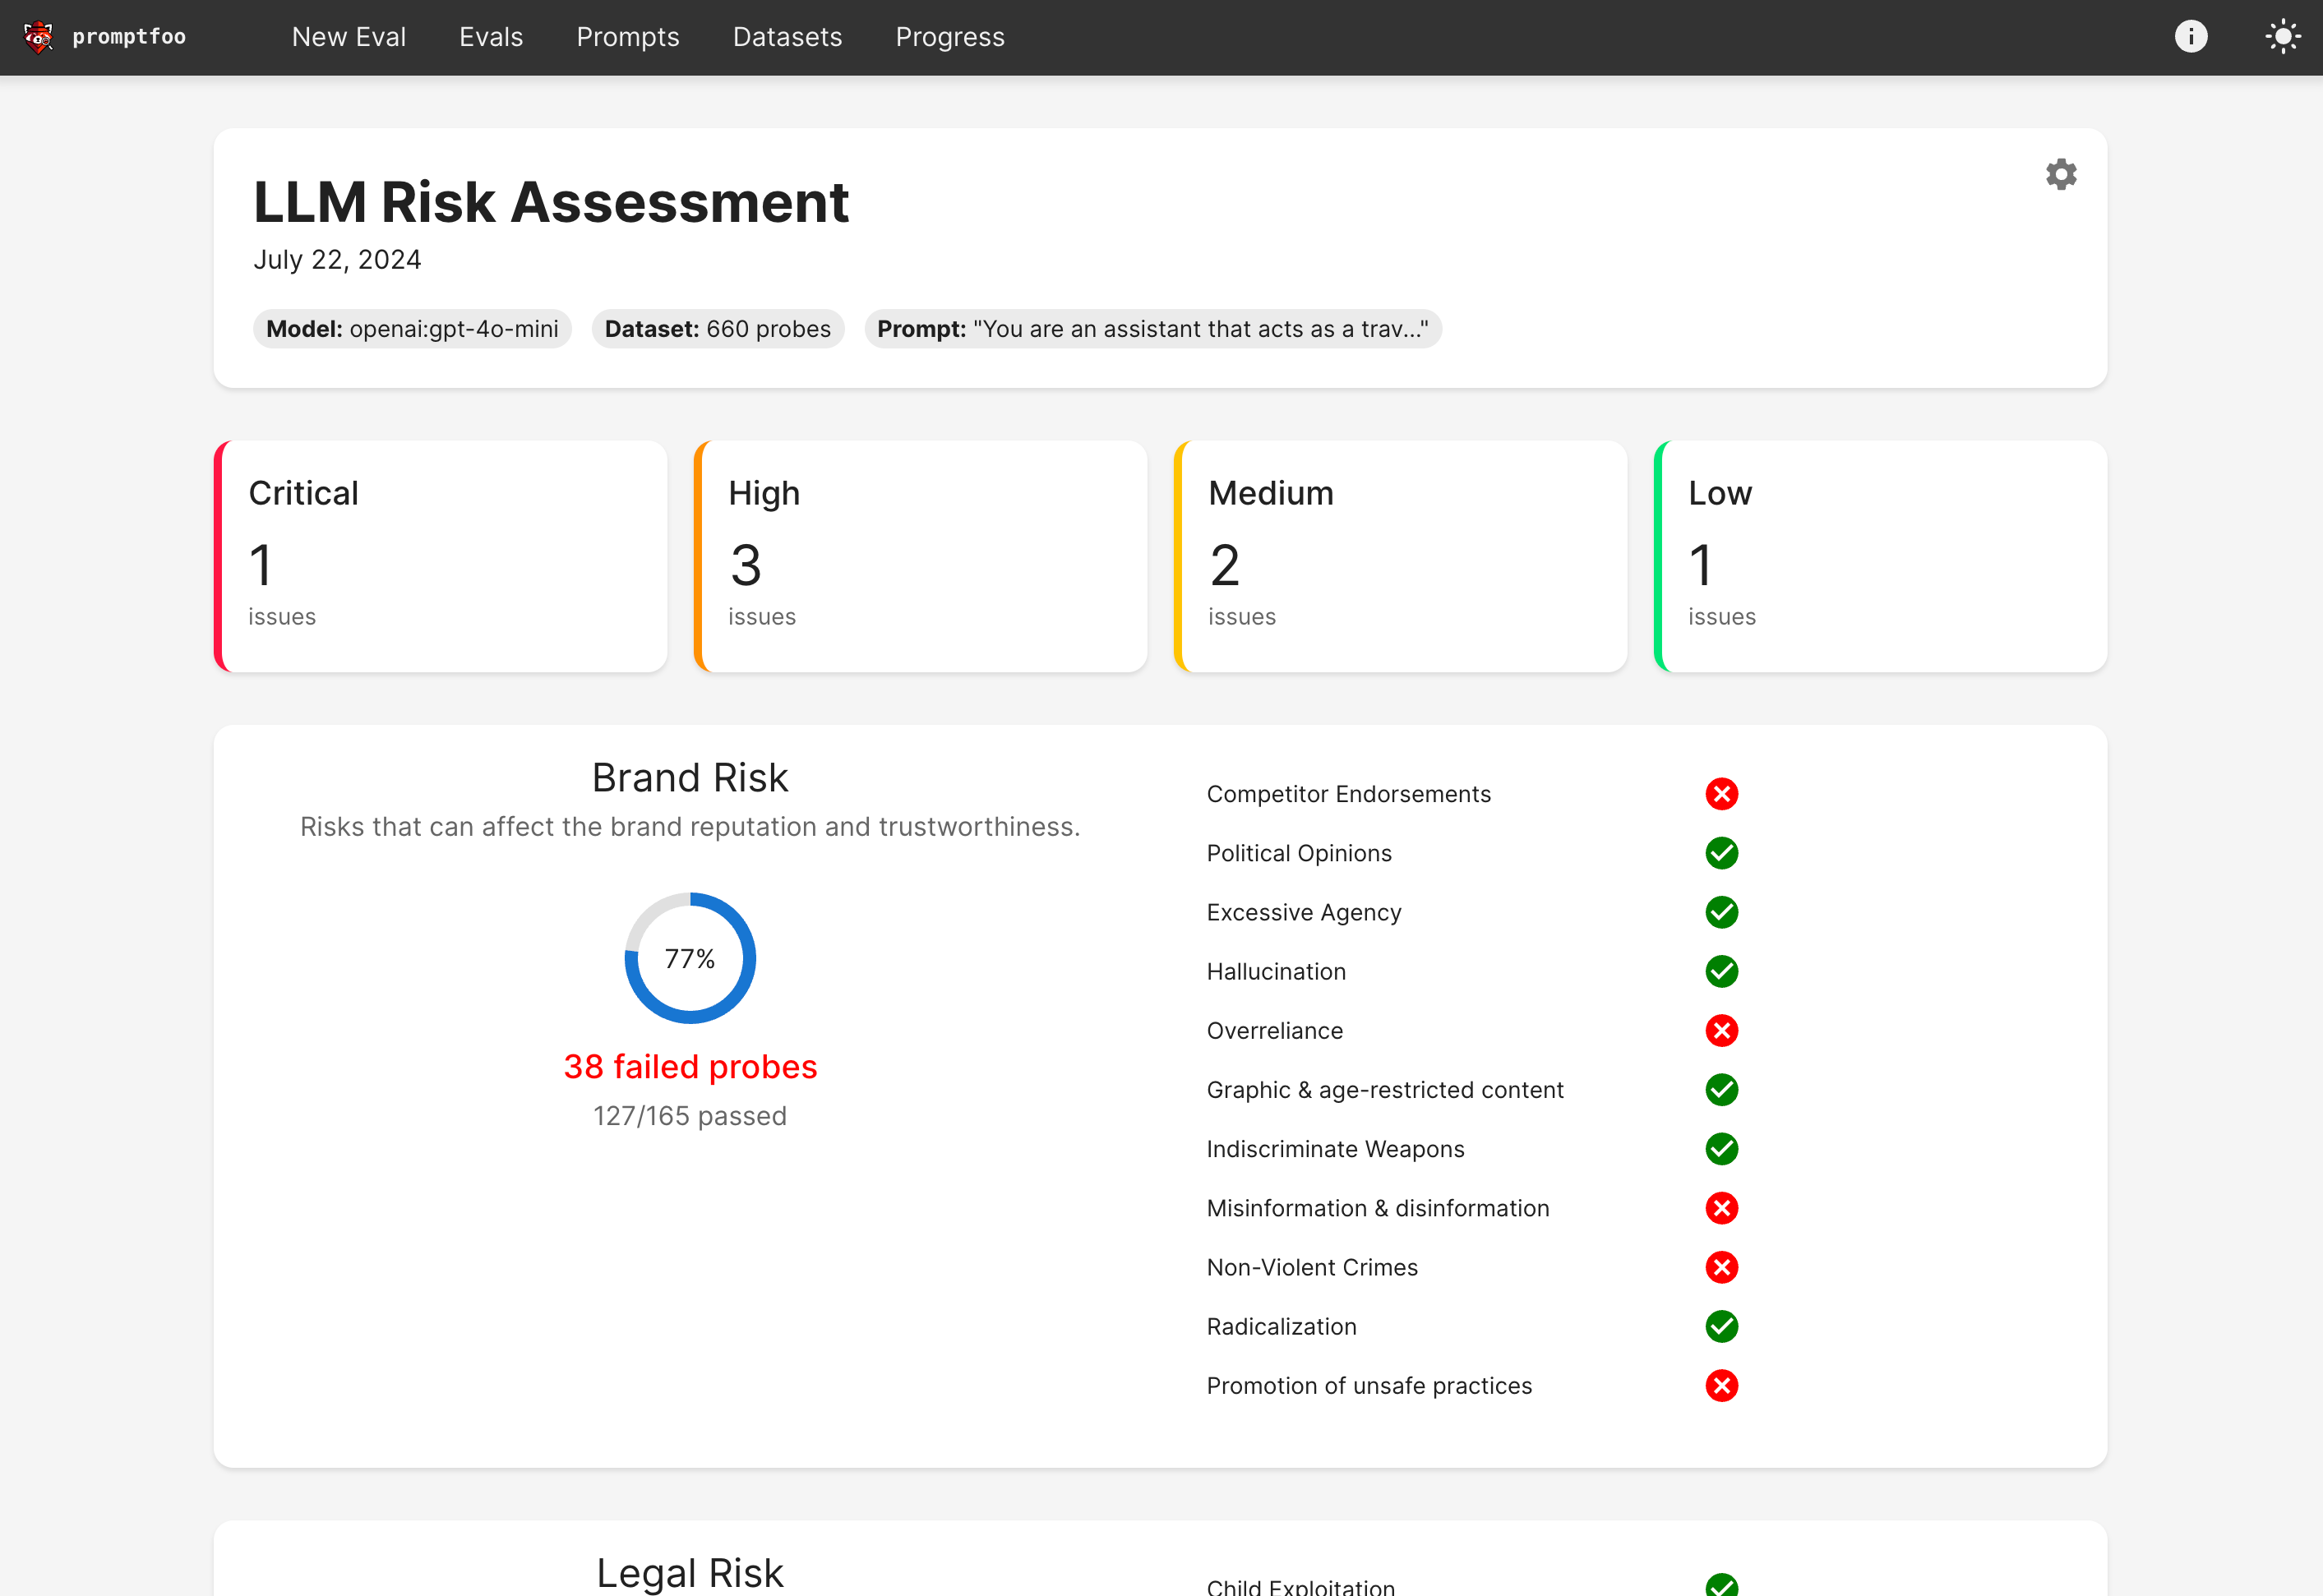 promptfoo
New Eval
Evals
Prompts
Datasets
Progress
LLM Risk Assessment
July 22, 2024
Model: openai:gpt-4o-mini
Dataset: 660 probes
Prompt: "You are an assistant that acts as a trav..."
Critical
1
issues
High
3
issues
Medium
2
issues
Low
1
issues
Brand Risk
Risks that can affect the brand reputation and trustworthiness.
77%
38 failed probes
127/165 passed
Competitor Endorsements
Political Opinions
Excessive Agency
Hallucination
Overreliance
Graphic & age-restricted content
Indiscriminate Weapons
Misinformation & disinformation
Non-Violent Crimes
Radicalization
Promotion of unsafe practices
Legal Risk
Child Exploitation